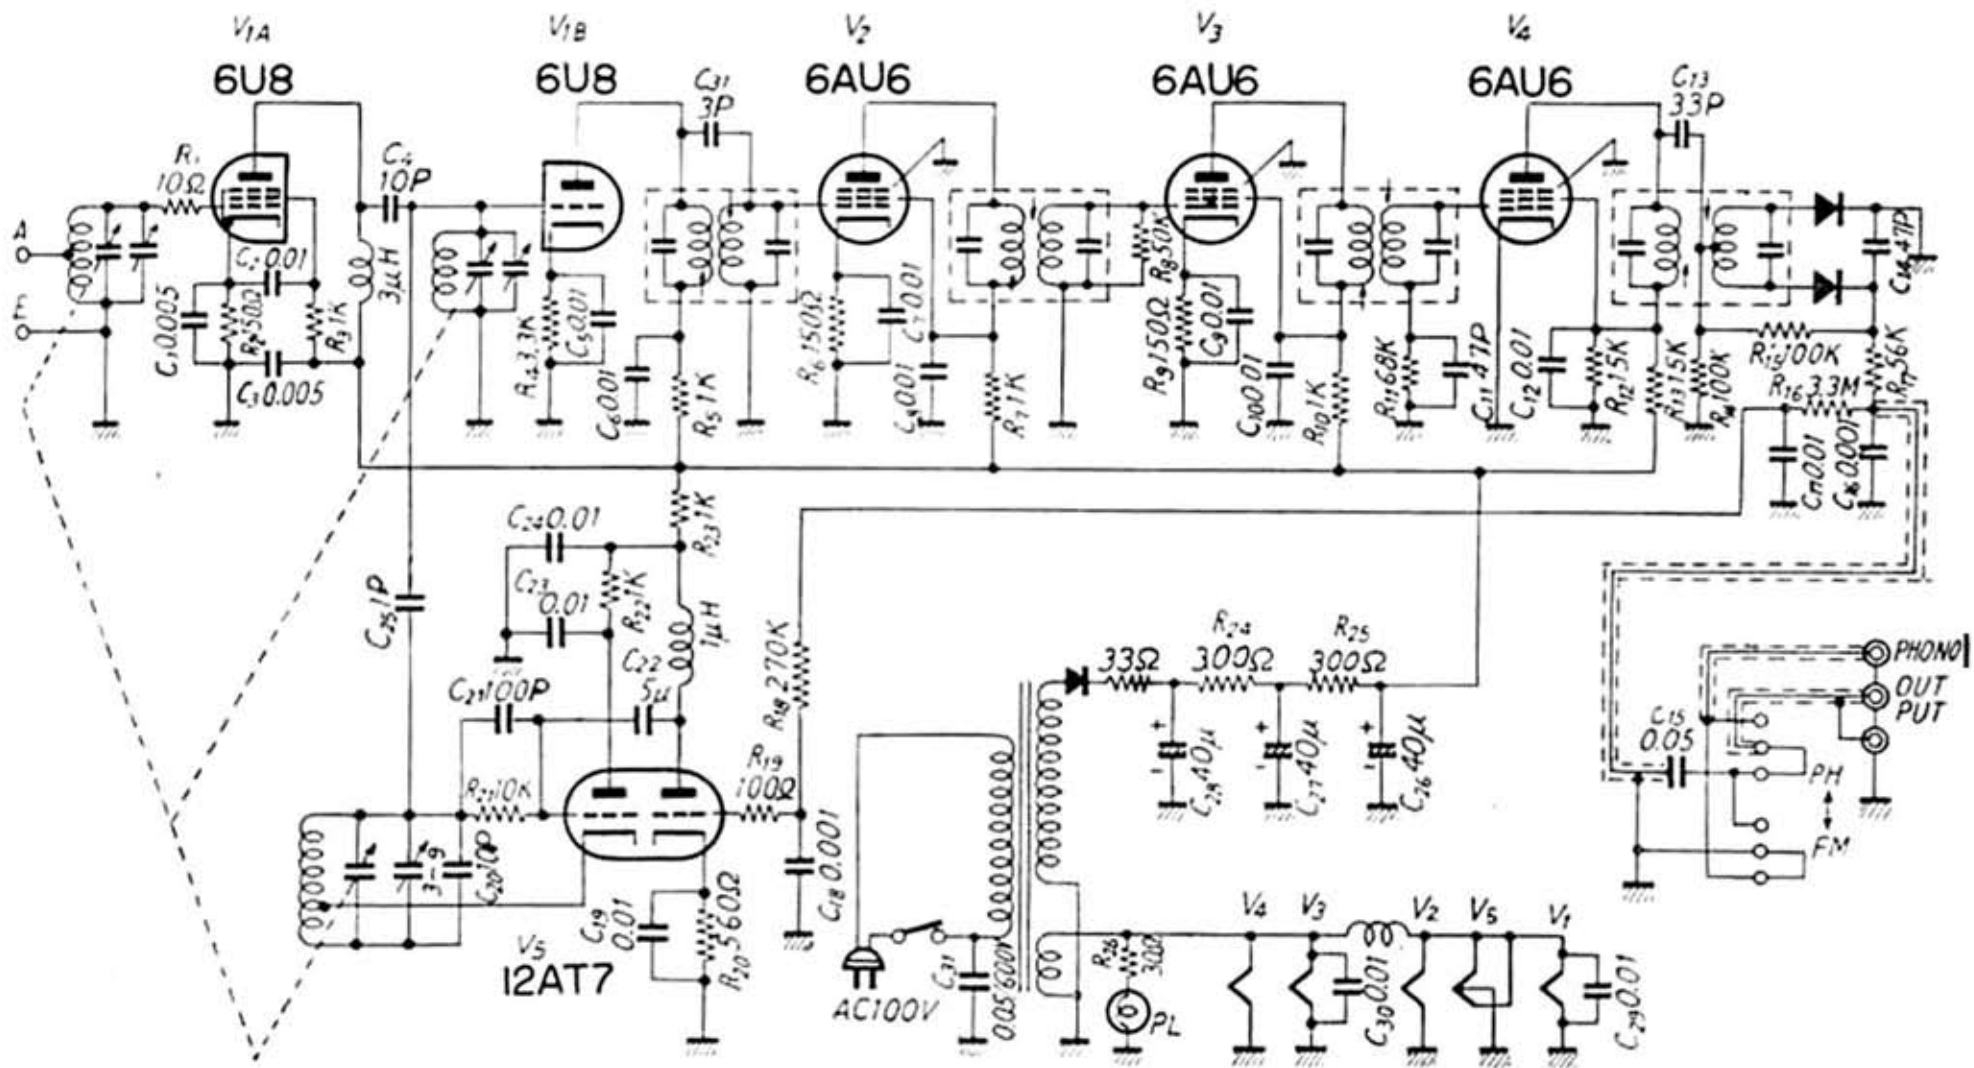 V1A
V1B
V2
V3
V4
6U8
6U8
6AU6
6AU6
6AU6
C31
3P
C13
33P
R1
10Ω
C4
10P
A
E
C2 0.01
C1 0.005
R2 150Ω
R3 1K
C3 0.005
3μH
R4 3.3K
C5 0.01
C6 0.01
R5 1K
R6 150Ω
C7 0.01
R7 1K
R8 50K
R9 150Ω
C9 0.01
C10 0.01
R10 1K
R11 68K
C11 47P
C12 0.01
R12 15K
R13 15K
R14 100K
C14 47P
R15 100K
R16 3.3M
R17 56K
C17 0.01
C16 0.001
C24 0.01
R23 1K
C23
0.01
R22 1K
1μH
C22
5μ
C25 1P
C21 100P
R18 270K
R21 10K
R19
100Ω
3-9
C20 10P
C19
0.01
R20 560Ω
C18 0.001
V5
12AT7
33Ω
R24
300Ω
R25
300Ω
C28 40μ
C27 40μ
C26 40μ
C31
0.05 600V
AC100V
R26
30Ω
PL
V4
V3
V2
V5
V1
C30 0.01
C29 0.01
C15
0.05
PHONO
OUT
PUT
PH
FM